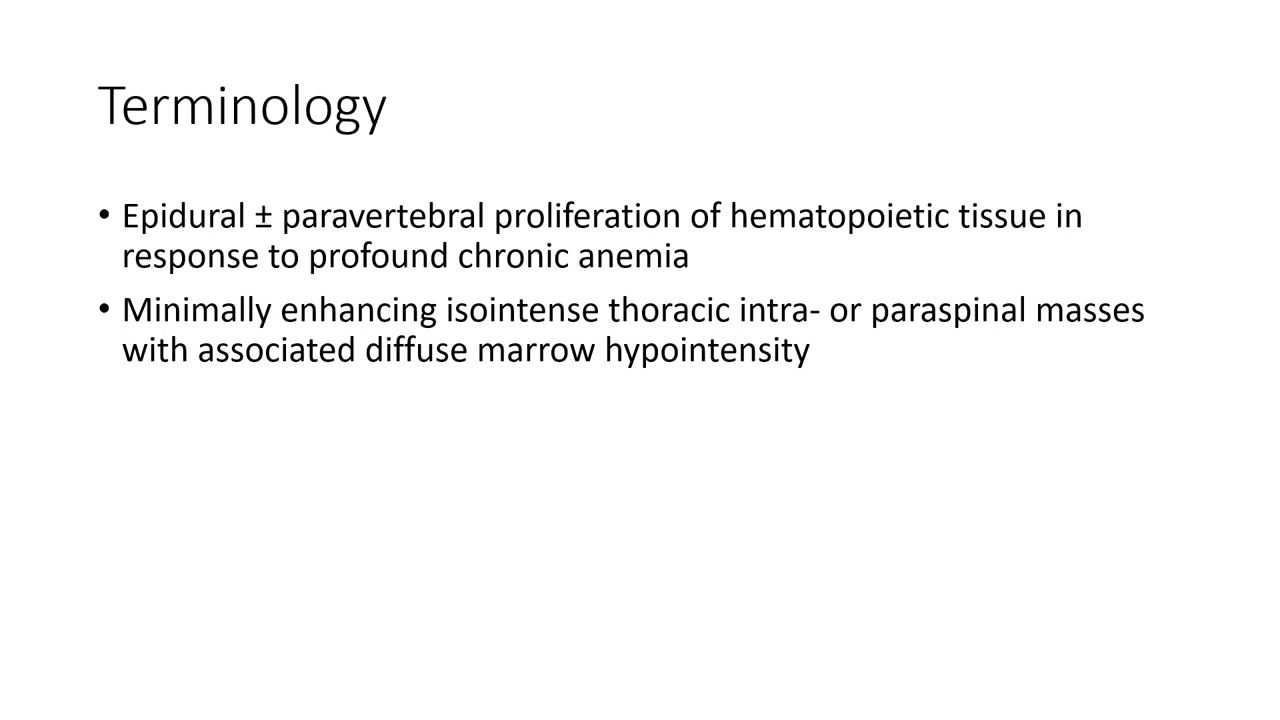 Terminology
• Epidural ± paravertebral proliferation of hematopoietic tissue in
response to profound chronic anemia
• Minimally enhancing isointense thoracic intra- or paraspinal masses
with associated diffuse marrow hypointensity